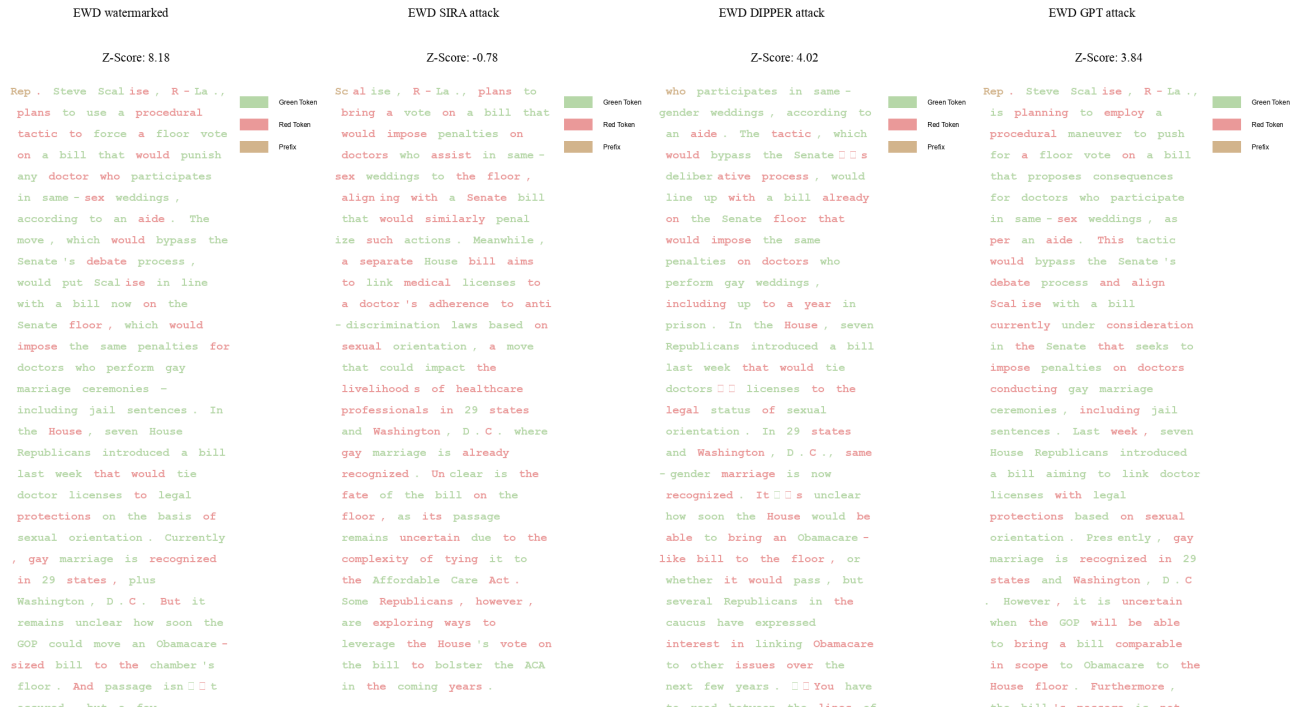 EWD watermarked
Z-Score: 8.18
Rep. Steve Scalise, R-La.,
plans to use a procedural
tactic to force a floor vote
on a bill that would punish
any doctor who participates
in same-sex weddings,
according to an aide. The
move, which would bypass the
Senate's debate process,
would put Scalise in line
with a bill now on the
Senate floor, which would
impose the same penalties for
doctors who perform gay
marriage ceremonies -
including jail sentences. In
the House, seven House
Republicans introduced a bill
last week that would tie
doctor licenses to legal
protections on the basis of
sexual orientation. Currently
, gay marriage is recognized
in 29 states, plus
Washington, D.C. But it
remains unclear how soon the
GOP could move an Obamacare-
sized bill to the chamber's
floor. And passage isn□□t
Green Token
Red Token
Prefix
EWD SIRA attack
Z-Score: -0.78
Scalise, R-La., plans to
bring a vote on a bill that
would impose penalties on
doctors who assist in same-
sex weddings to the floor,
aligning with a Senate bill
that would similarly penal
ize such actions. Meanwhile,
a separate House bill aims
to link medical licenses to
a doctor's adherence to anti
-discrimination laws based on
sexual orientation, a move
that could impact the
livelihoods of healthcare
professionals in 29 states
and Washington, D.C. where
gay marriage is already
recognized. Unclear is the
fate of the bill on the
floor, as its passage
remains uncertain due to the
complexity of tying it to
the Affordable Care Act.
Some Republicans, however,
are exploring ways to
leverage the House's vote on
the bill to bolster the ACA
in the coming years.
Green Token
Red Token
Prefix
EWD DIPPER attack
Z-Score: 4.02
who participates in same-
gender weddings, according to
an aide. The tactic, which
would bypass the Senate□□s
deliberative process, would
line up with a bill already
on the Senate floor that
would impose the same
penalties on doctors who
perform gay weddings,
including up to a year in
prison. In the House, seven
Republicans introduced a bill
last week that would tie
doctors□□ licenses to the
legal status of sexual
orientation. In 29 states
and Washington, D.C., same
-gender marriage is now
recognized. It□□s unclear
how soon the House would be
able to bring an Obamacare-
like bill to the floor, or
whether it would pass, but
several Republicans in the
caucus have expressed
interest in linking Obamacare
to other issues over the
next few years. □□You have
to read between the lines of
Green Token
Red Token
Prefix
EWD GPT attack
Z-Score: 3.84
Rep. Steve Scalise, R-La.,
is planning to employ a
procedural maneuver to push
for a floor vote on a bill
that proposes consequences
for doctors who participate
in same-sex weddings, as
per an aide. This tactic
would bypass the Senate's
debate process and align
Scalise with a bill
currently under consideration
in the Senate that seeks to
impose penalties on doctors
conducting gay marriage
ceremonies, including jail
sentences. Last week, seven
House Republicans introduced
a bill aiming to link doctor
licenses with legal
protections based on sexual
orientation. Presently, gay
marriage is recognized in 29
states and Washington, D.C
. However, it is uncertain
when the GOP will be able
to bring a bill comparable
in scope to Obamacare to the
House floor. Furthermore,
the bill's passage is not
Green Token
Red Token
Prefix